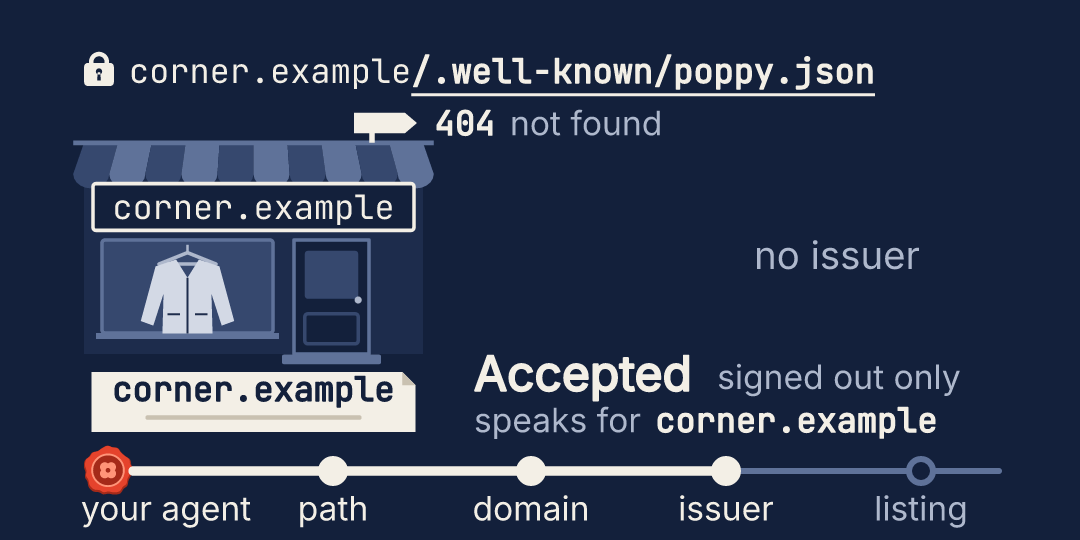 corner.example/.well-known/poppy.json
404 not found
corner.example
no issuer
corner.example
Accepted signed out only
speaks for corner.example
your agent path domain issuer listing